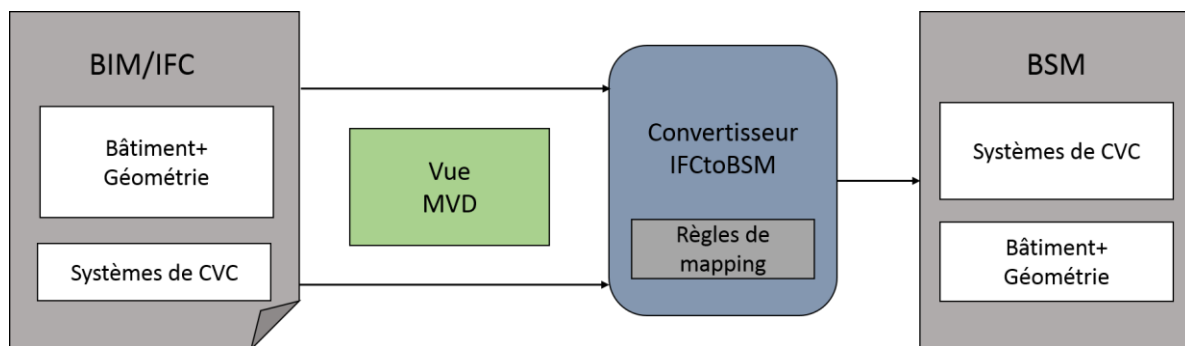 BIM/IFC
Bâtiment+
Géométrie
Systèmes de CVC
Vue
MVD
Convertisseur
IFCtoBSM
Règles de
mapping
BSM
Systèmes de CVC
Bâtiment+
Géométrie